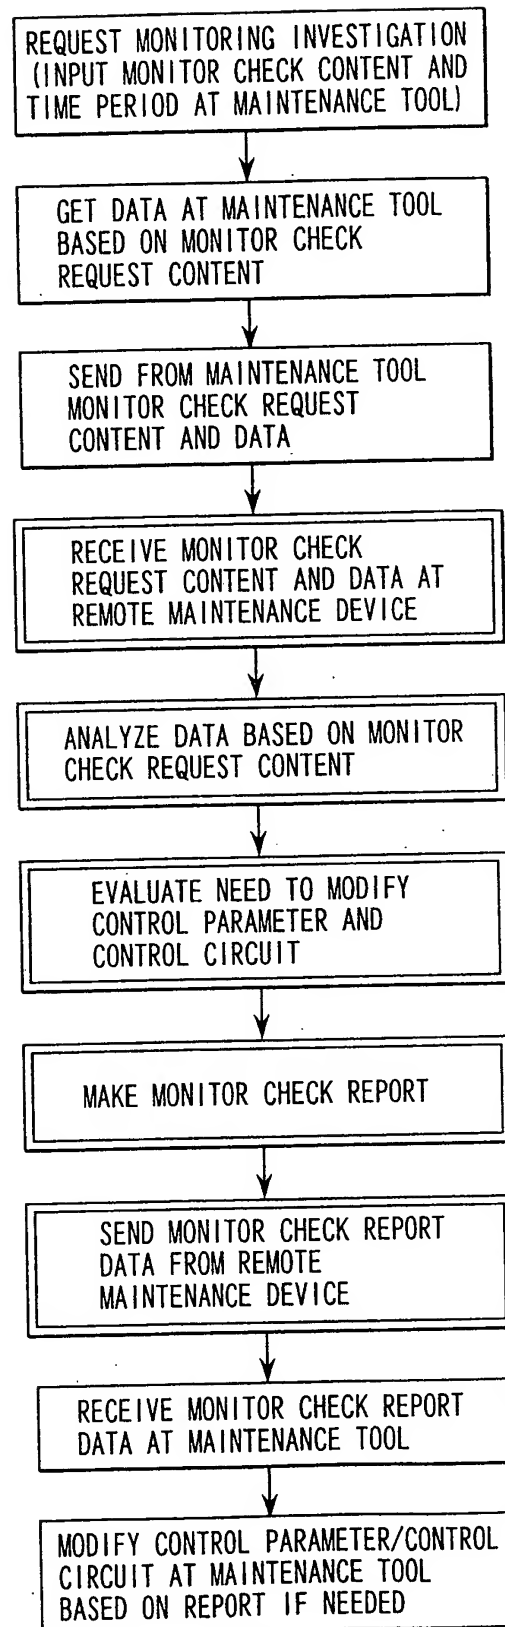 REQUEST MONITORING INVESTIGATION
(INPUT MONITOR CHECK CONTENT AND
TIME PERIOD AT MAINTENANCE TOOL)
GET DATA AT MAINTENANCE TOOL
BASED ON MONITOR CHECK
REQUEST CONTENT
SEND FROM MAINTENANCE TOOL
MONITOR CHECK REQUEST
CONTENT AND DATA
RECEIVE MONITOR CHECK
REQUEST CONTENT AND DATA AT
REMOTE MAINTENANCE DEVICE
ANALYZE DATA BASED ON MONITOR
CHECK REQUEST CONTENT
EVALUATE NEED TO MODIFY
CONTROL PARAMETER AND
CONTROL CIRCUIT
MAKE MONITOR CHECK REPORT
SEND MONITOR CHECK REPORT
DATA FROM REMOTE
MAINTENANCE DEVICE
RECEIVE MONITOR CHECK REPORT
DATA AT MAINTENANCE TOOL
MODIFY CONTROL PARAMETER/CONTROL
CIRCUIT AT MAINTENANCE TOOL
BASED ON REPORT IF NEEDED